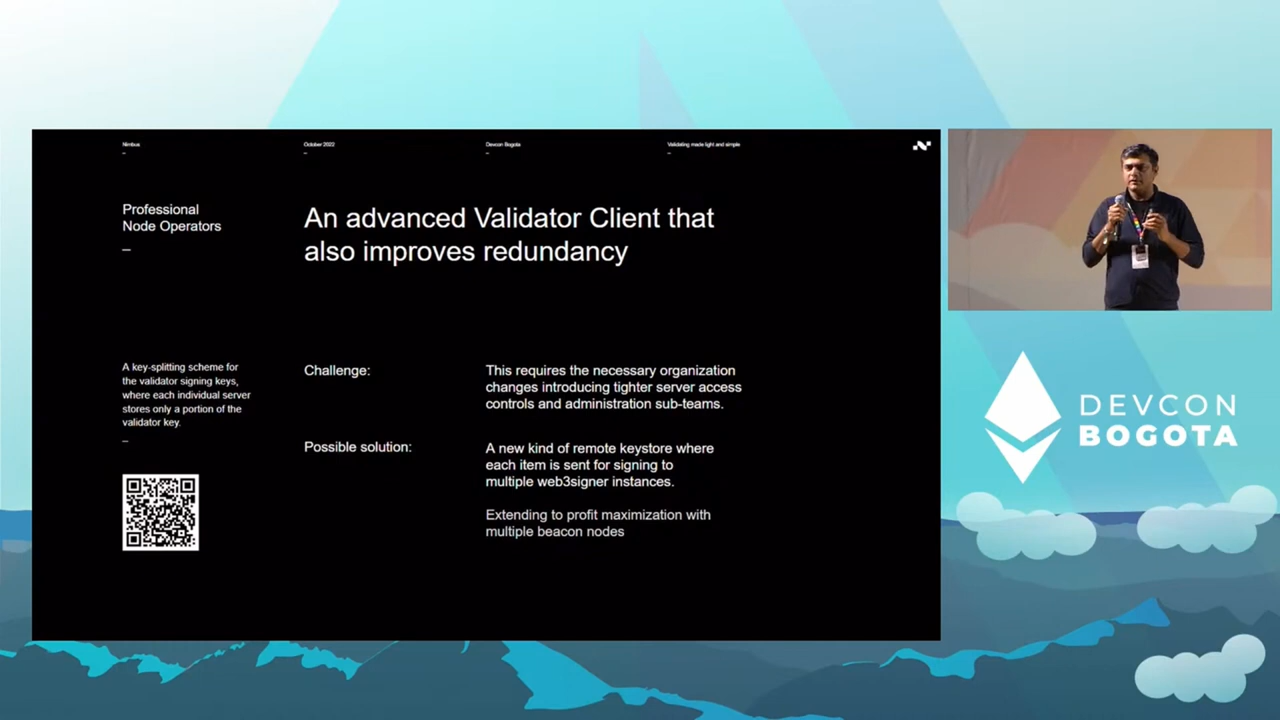 Nimbus
October 2022
Devcon Bogota
Validating made light and simple
Professional
Node Operators
An advanced Validator Client that
also improves redundancy
A key-splitting scheme for
the validator signing keys,
where each individual server
stores only a portion of the
validator key.
Challenge:
This requires the necessary organization
changes introducing tighter server access
controls and administration sub-teams.
Possible solution:
A new kind of remote keystore where
each item is sent for signing to
multiple web3signer instances.
Extending to profit maximization with
multiple beacon nodes
DEVCON
BOGOTA